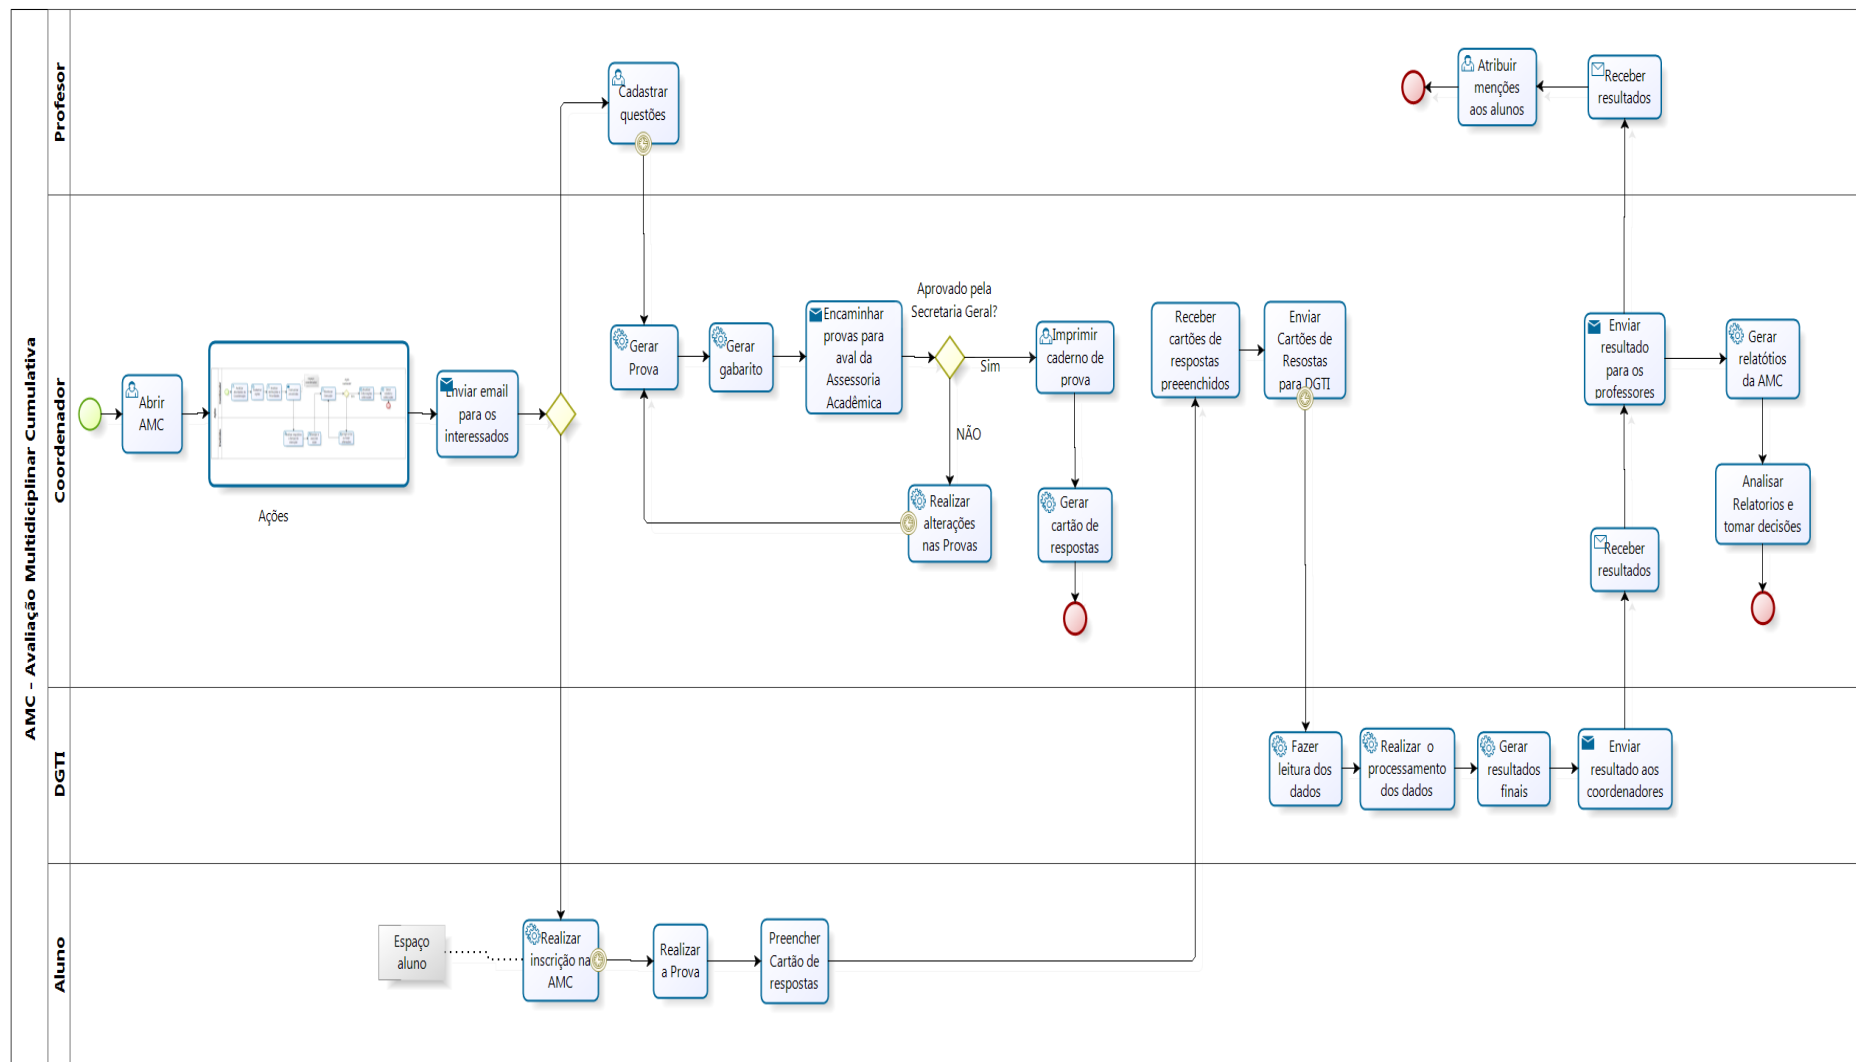 AMC - Avaliação Multidiciplinar Cumulativa
Profesor
Cadastrar
questões
Atribuir
menções
aos alunos
Receber
resultados
Coordenador
Abrir
AMC
Ações
Enviar email
para os
interessados
Gerar
Prova
Gerar
gabarito
Encaminhar
provas para
aval da
Assessoria
Acadêmica
Aprovado pela
Secretaria Geral?
Sim
NÃO
Imprimir
caderno de
prova
Realizar
alterações
nas Provas
Gerar
cartão de
respostas
Receber
cartões de
respostas
preeenchidos
Enviar
Cartões de
Resostas
para DGTI
Enviar
resultado
para os
professores
Gerar
relatótios
da AMC
Analisar
Relatorios e
tomar decisões
Receber
resultados
DGTI
Fazer
leitura dos
dados
Realizar o
processamento
dos dados
Gerar
resultados
finais
Enviar
resultado aos
coordenadores
Aluno
Espaço
aluno
Realizar
inscrição na
AMC
Realizar
a Prova
Preencher
Cartão de
respostas